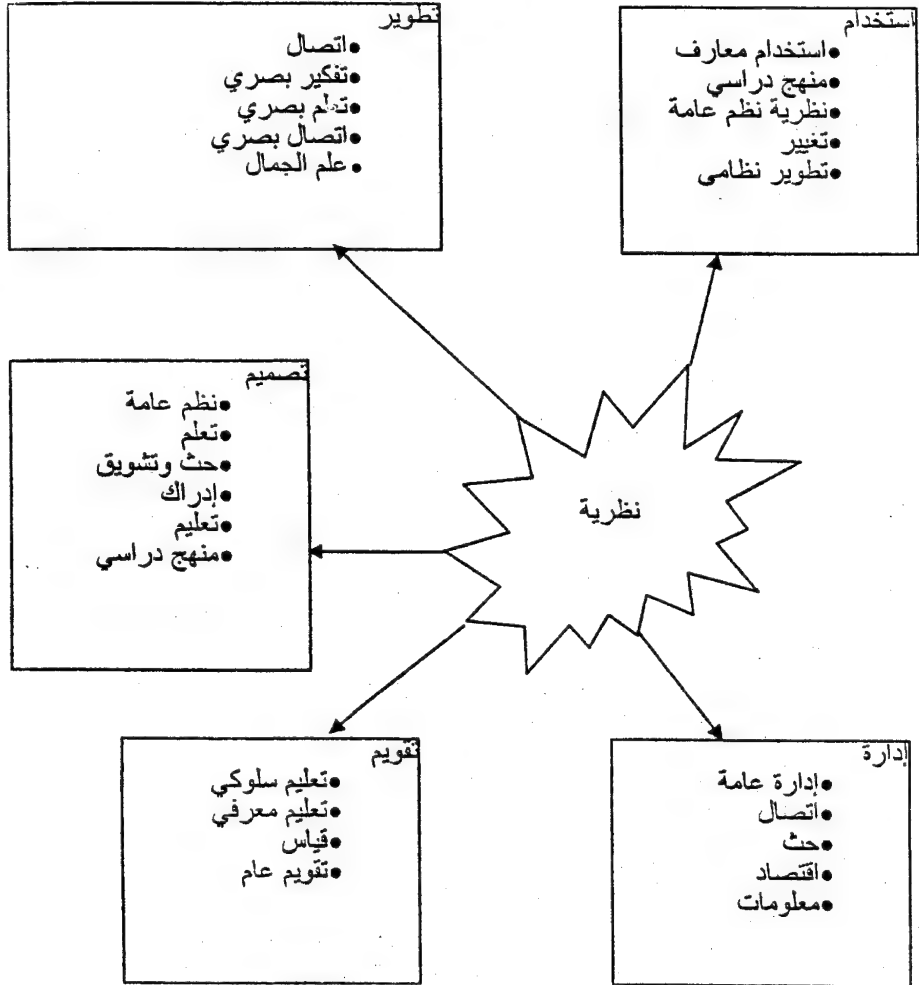 استخدام
•استخدام معارف
•منهج دراسي
•نظرية نظم عامة
•تغيير
•تطوير نظامى
تطوير
•اتصال
•تفكير بصري
•تعلم بصري
•اتصال بصري
•علم الجمال
نظرية
تصميم
•نظم عامة
•تعلم
•حث وتشويق
•إدراك
•تعليم
•منهج دراسي
إدارة
•إدارة عامة
•اتصال
•حث
•اقتصاد
•معلومات
تقويم
•تعليم سلوكي
•تعليم معرفي
•قياس
•تقويم عام